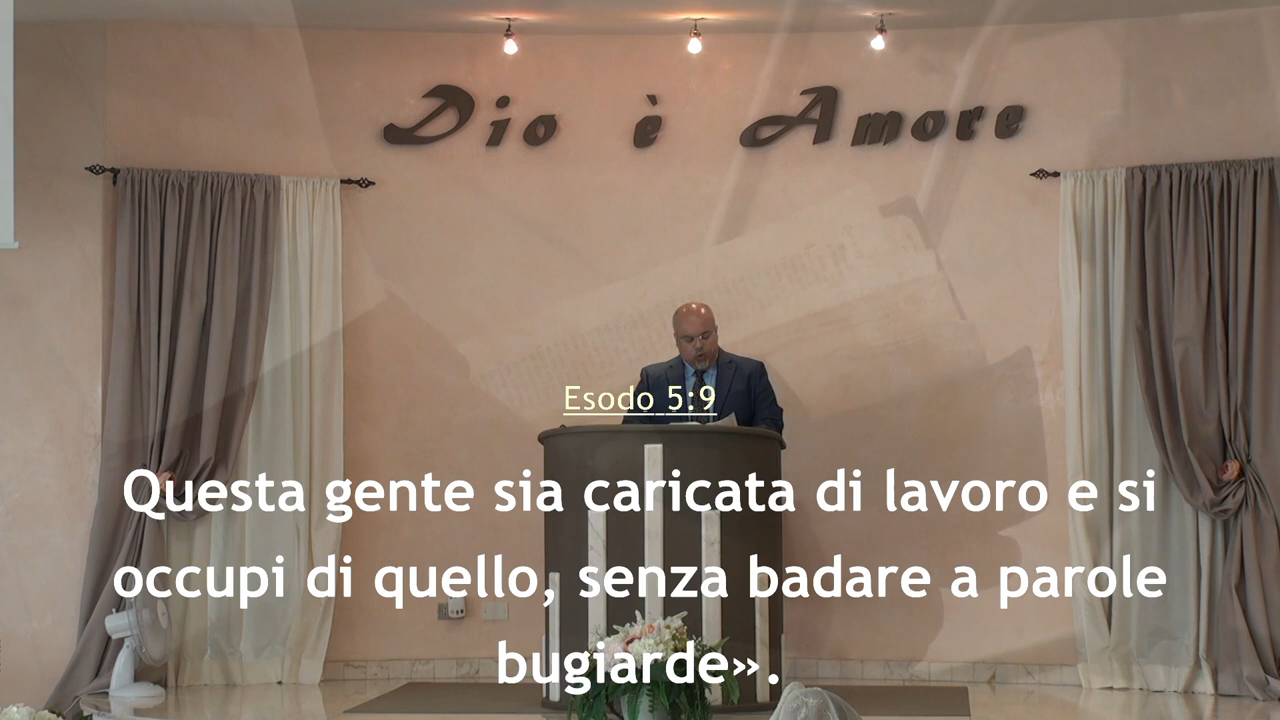 Dio è Amore
Esodo 5:9
Questa gente sia caricata di lavoro e si
occupi di quello, senza badare a parole
bugiarde».